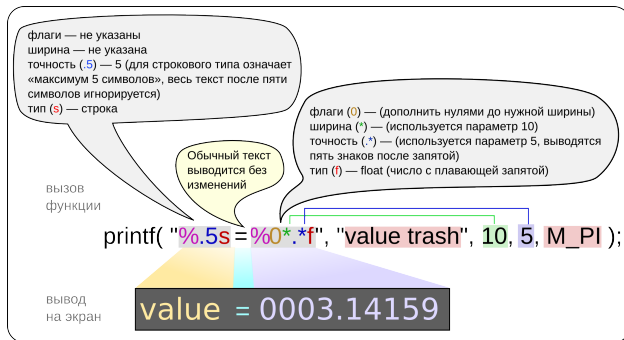 флаги — не указаны
ширина — не указана
точность (.5) — 5 (для строкового типа означает
«максимум 5 символов», весь текст после пяти
символов игнорируется)
тип (s) — строка
флаги (0) — (дополнить нулями до нужной ширины)
ширина (*) — (используется параметр 10)
точность (.*) — (используется параметр 5, выводятся
пять знаков после запятой)
тип (f) — float (число с плавающей запятой)
Обычный текст
выводится без
изменений
вызов
функции
printf( "%.5s=%0*.*f", "value trash", 10, 5, M_PI );
вывод
на экран
value = 0003.14159